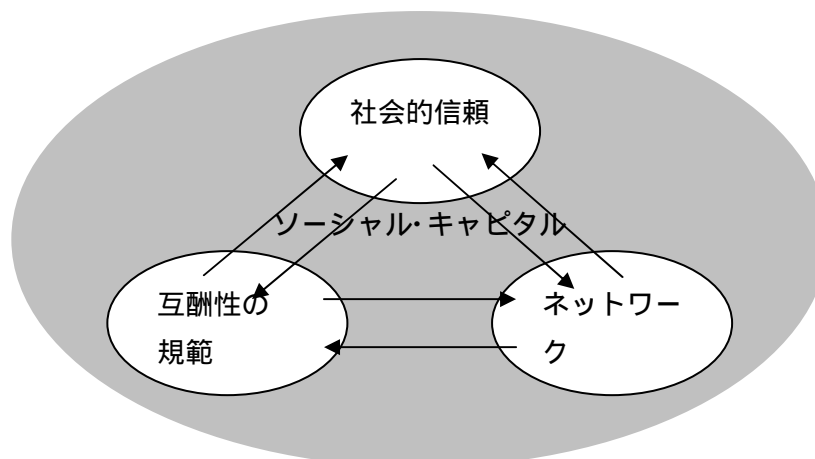 社会的信頼
ソーシャル・キャピタル
互酬性の
規範
ネットワー
ク